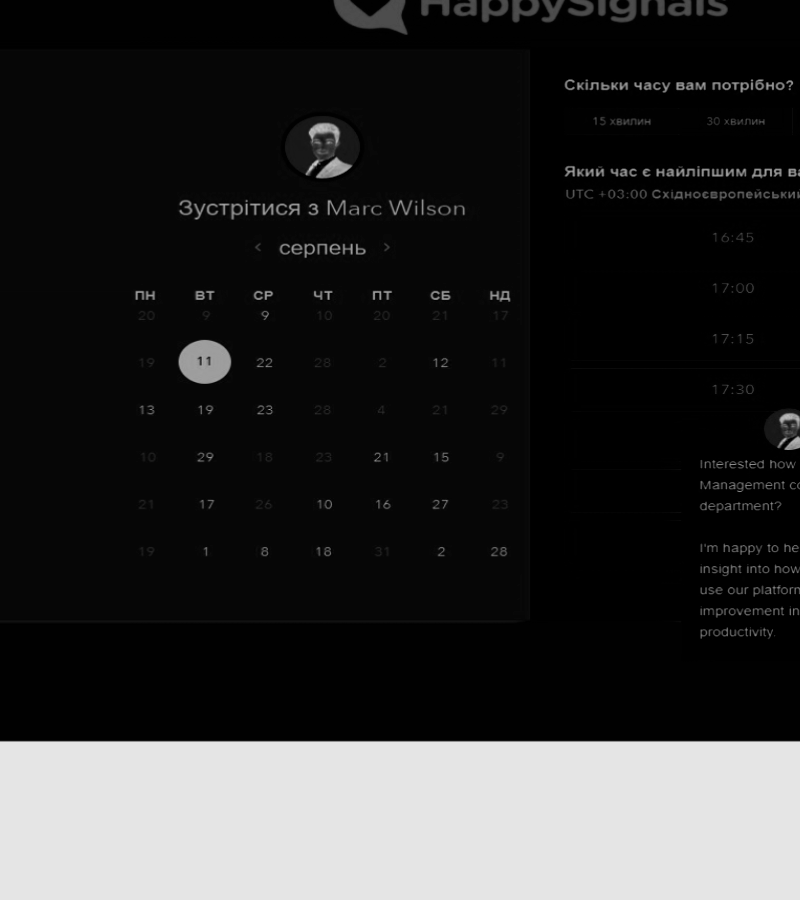 HappySignals
Зустрітися з Marc Wilson
< серпень >
ПН ВТ СР ЧТ ПТ СБ НД
20 9 9 10 20 21 17
19 11 22 28 2 12 11
13 19 23 28 4 21 29
10 29 18 23 21 15 9
21 17 26 10 16 27 23
19 1 8 18 31 2 28
Скільки часу вам потрібно?
15 хвилин 30 хвилин
Який час є найліпшим для ва
UTC +03:00 Східноєвропейськи
16:45
17:00
17:15
17:30
Interested how
Management co
department?
I'm happy to he
insight into how
use our platforn
improvement in
productivity.